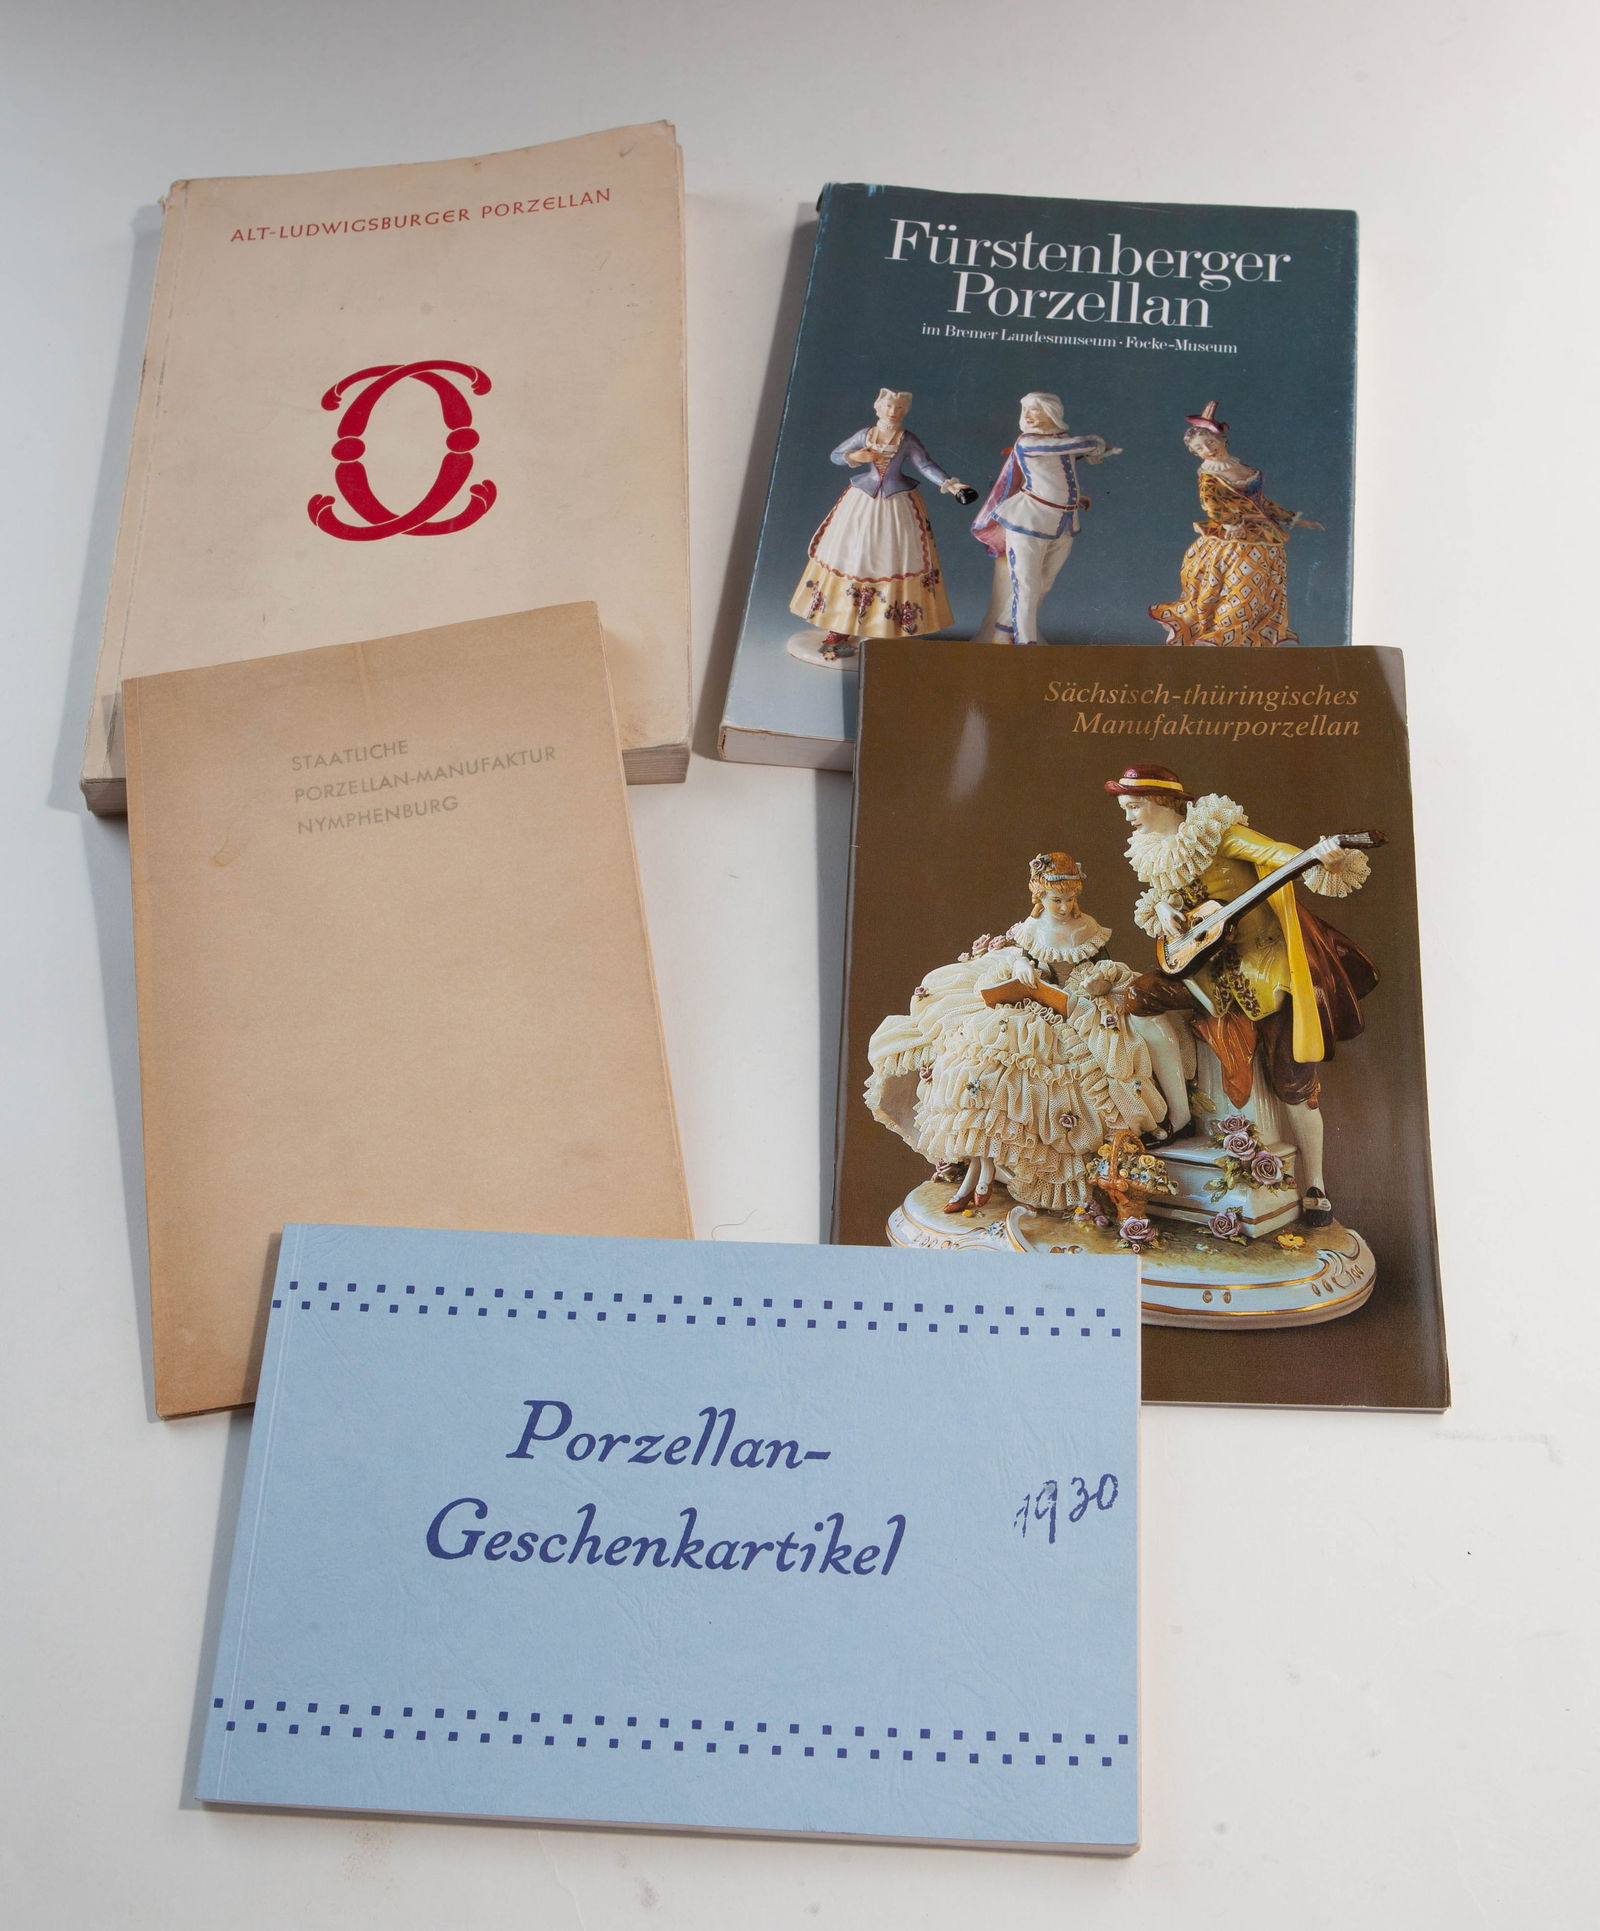 ALT-LUDWIGSBURGER PORZELLAN
Fürstenberger
Porzellan
im Bremer Landesmuseum · Focke-Museum
STAATLICHE
PORZELLAN-MANUFAKTUR
NYMPHENBURG
Sächsisch-thüringisches
Manufakturporzellan
Porzellan-
Geschenkartikel
1930